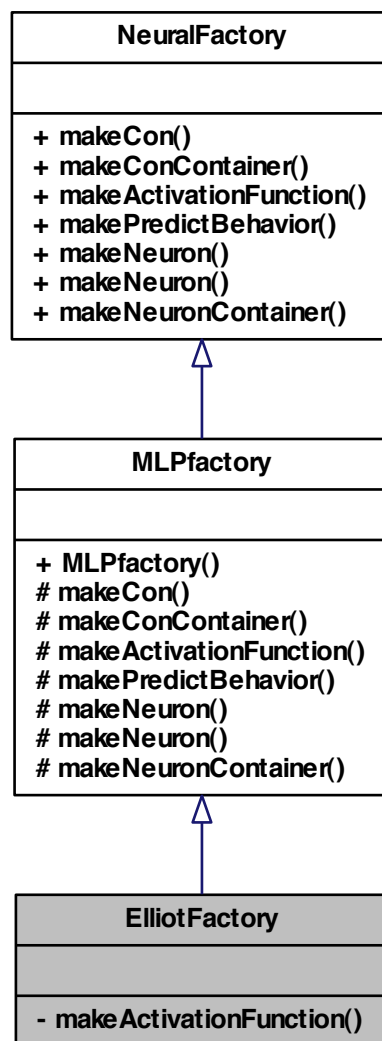 NeuralFactory
+ makeCon()
+ makeConContainer()
+ makeActivationFunction()
+ makePredictBehavior()
+ makeNeuron()
+ makeNeuron()
+ makeNeuronContainer()
MLPfactory
+ MLPfactory()
# makeCon()
# makeConContainer()
# makeActivationFunction()
# makePredictBehavior()
# makeNeuron()
# makeNeuron()
# makeNeuronContainer()
ElliotFactory
- makeActivationFunction()